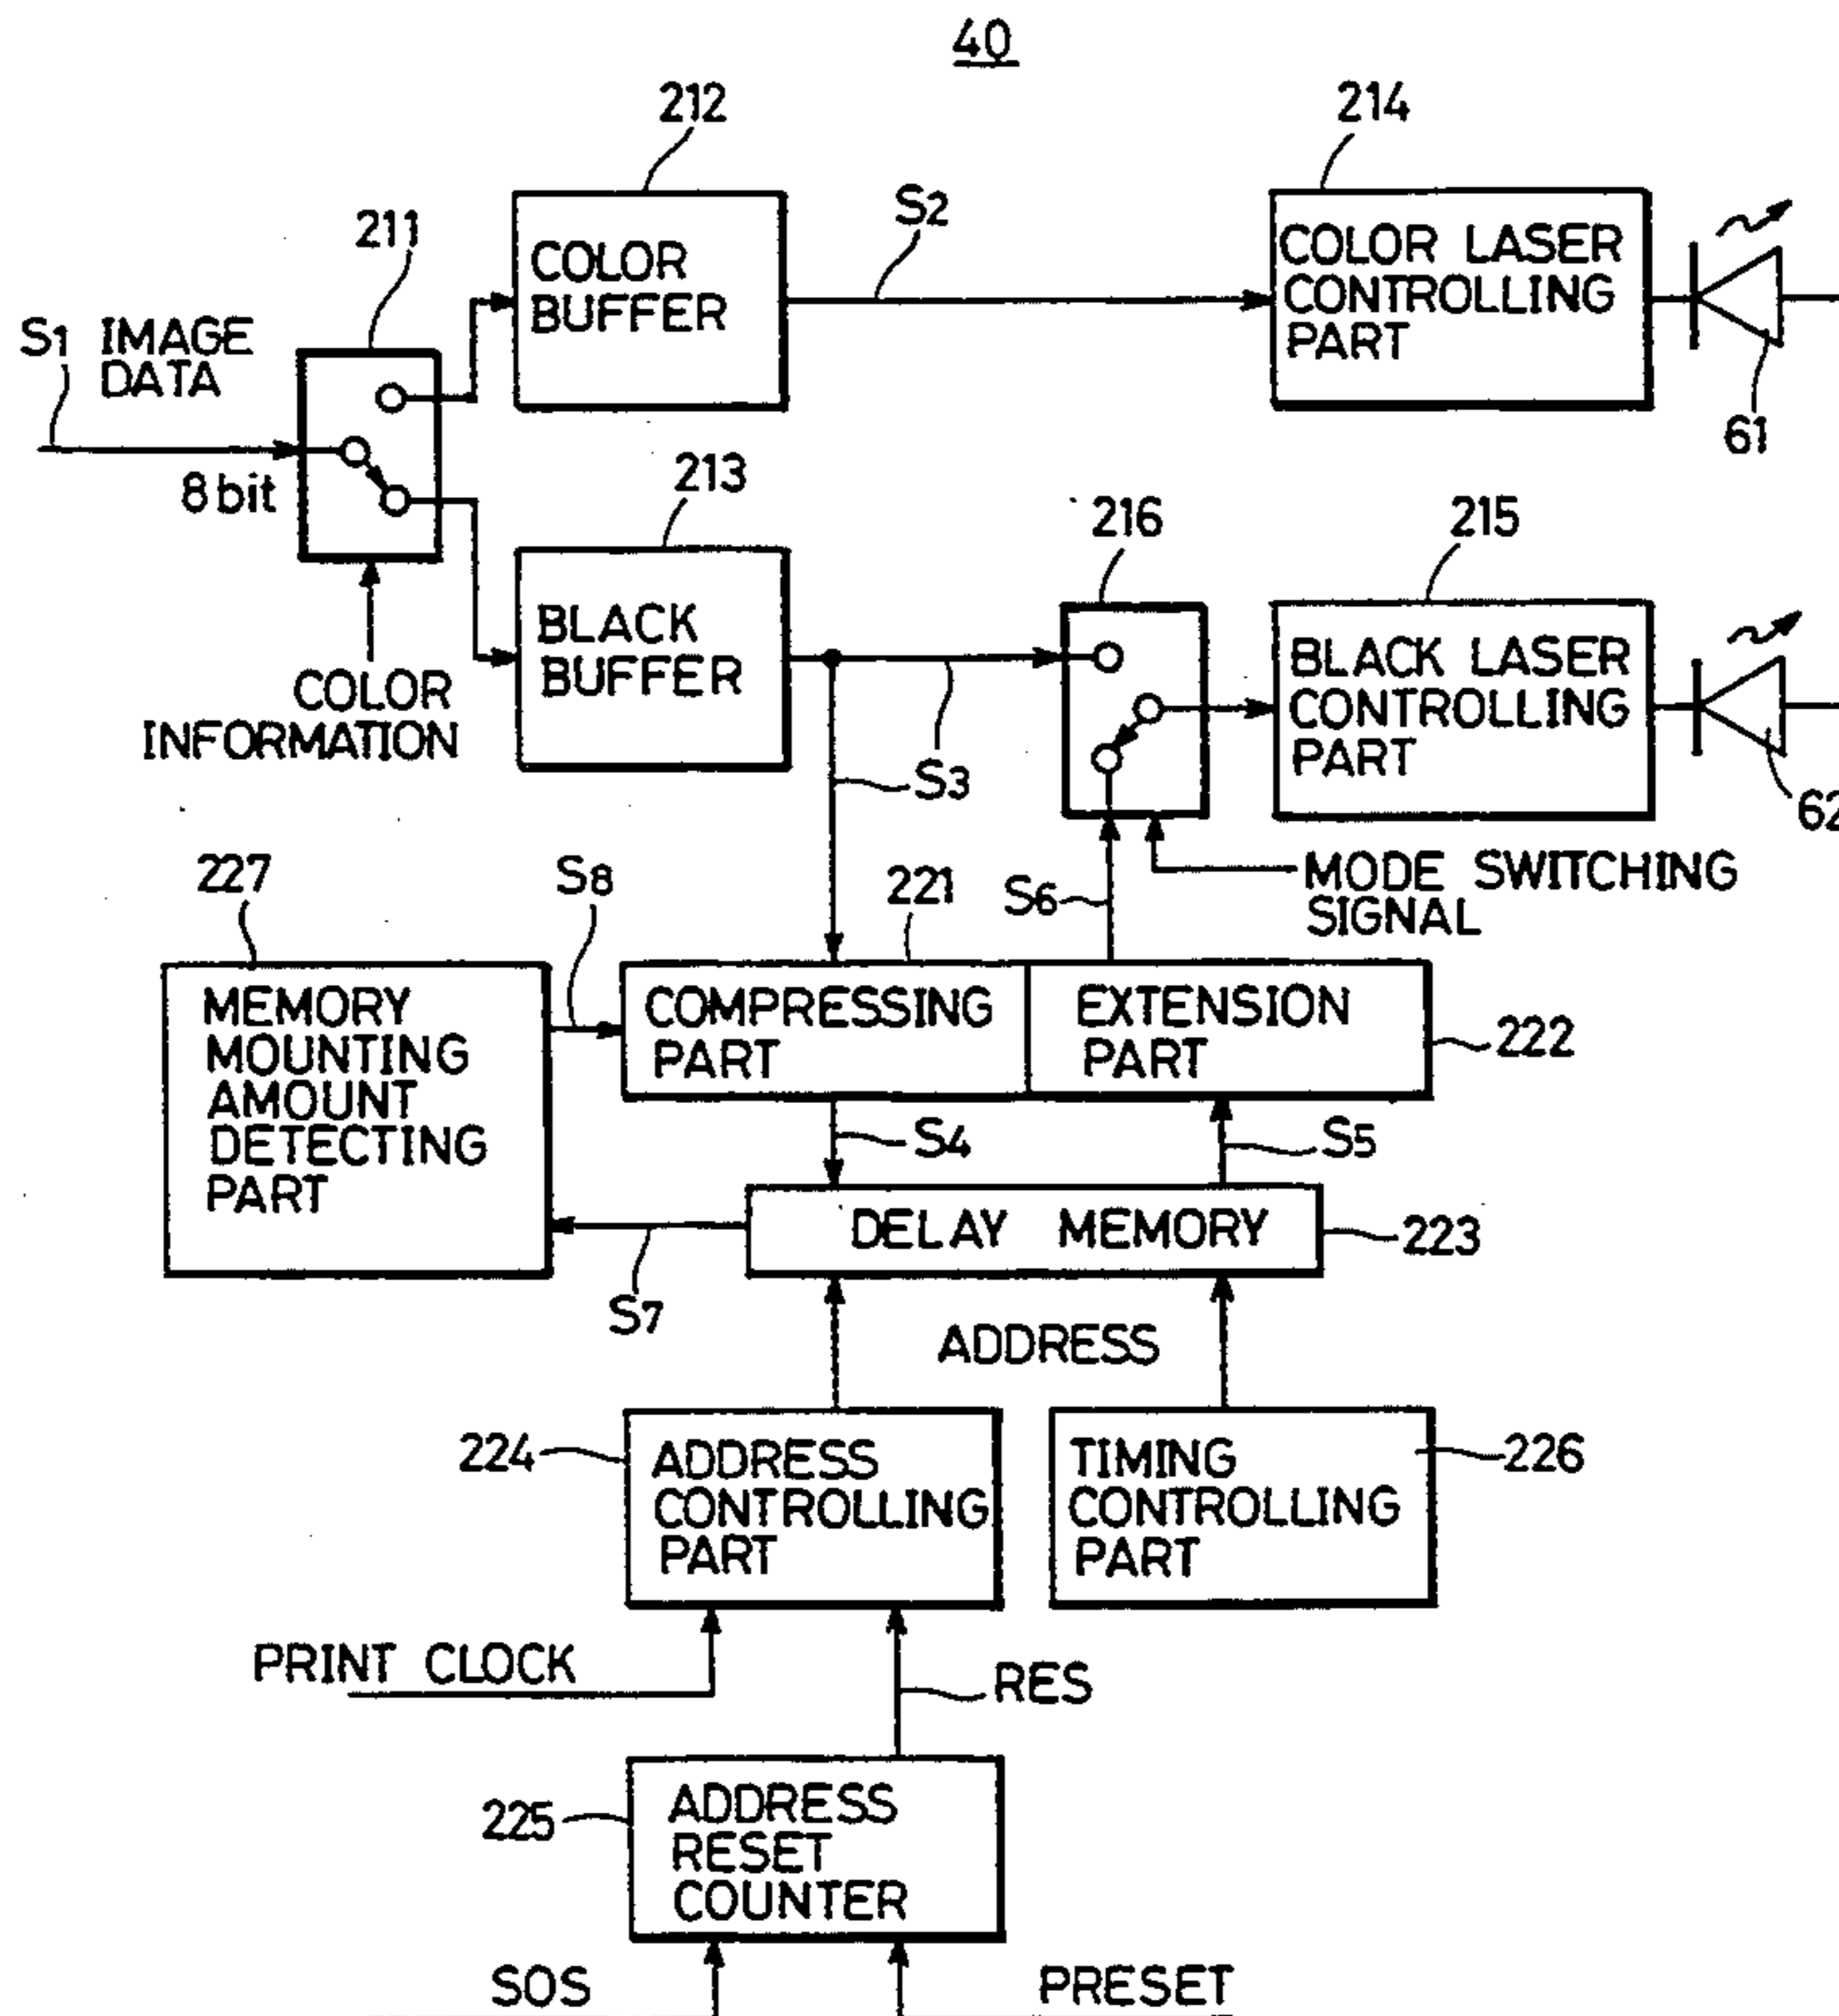 40
212
214
211
S2
COLOR
BUFFER
COLOR LASER
CONTROLLING
PART
S1 IMAGE
DATA
8 bit
61
213
216
215
BLACK
BUFFER
BLACK LASER
CONTROLLING
PART
COLOR
INFORMATION
S3
62
227
S8
221
S6
MODE SWITCHING
SIGNAL
MEMORY
MOUNTING
AMOUNT
DETECTING
PART
COMPRESSING
PART
EXTENSION
PART
222
S4
S5
DELAY MEMORY
223
S7
ADDRESS
224
ADDRESS
CONTROLLING
PART
TIMING
CONTROLLING
PART
226
PRINT CLOCK
RES
225
ADDRESS
RESET
COUNTER
SOS
PRESET